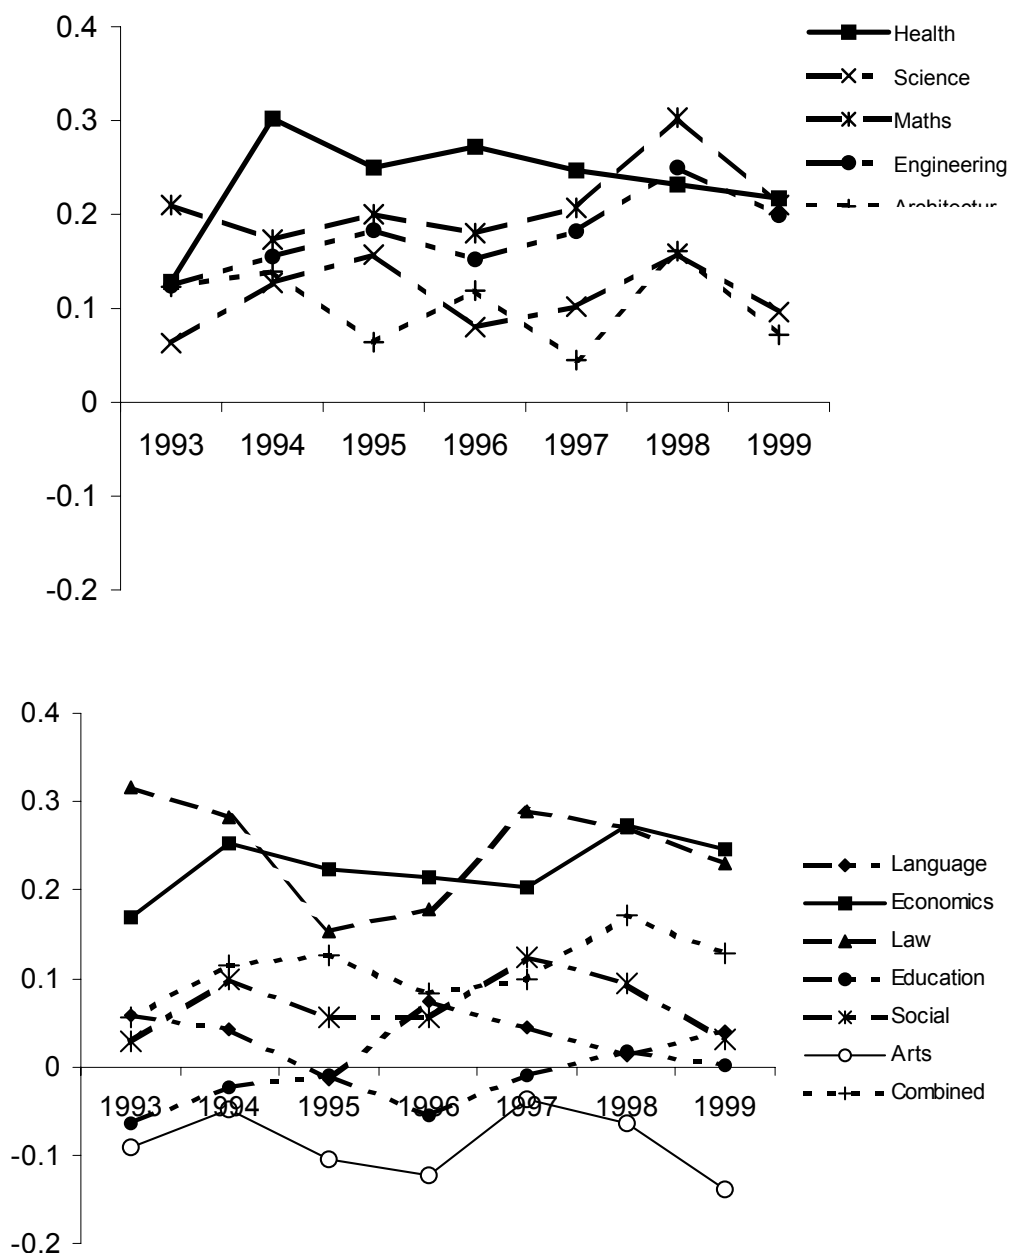 0.4
0.3
0.2
0.1
0
-0.1
-0.2
1993 1994 1995 1996 1997 1998 1999
Health
Science
Maths
Engineering
Architectur
0.4
0.3
0.2
0.1
0
-0.1
-0.2
1993 1994 1995 1996 1997 1998 1999
Language
Economics
Law
Education
Social
Arts
Combined